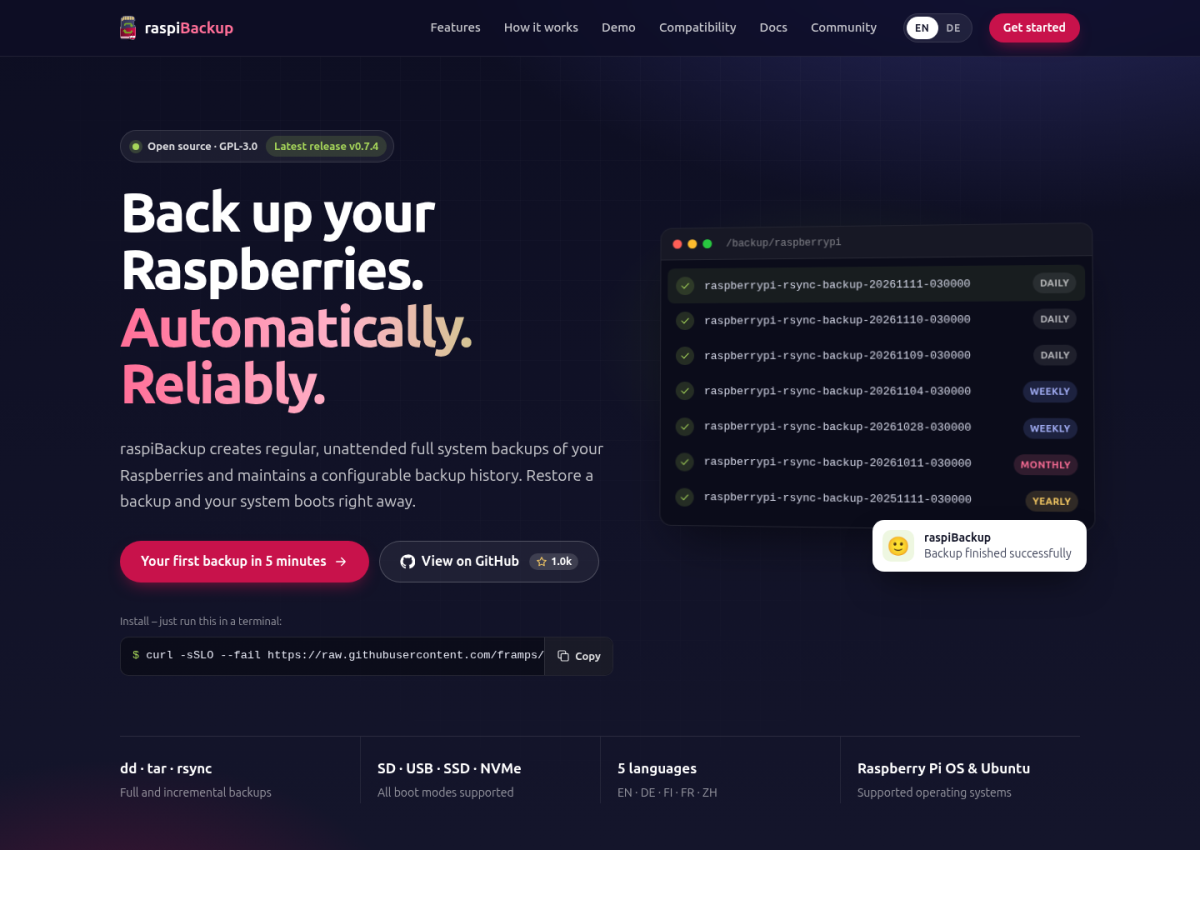 raspiBackup
Features
How it works
Demo
Compatibility
Docs
Community
EN
DE
Get started
Open source · GPL-3.0
Latest release v0.7.4
Back up your
Raspberries.
Automatically.
Reliably.
raspiBackup creates regular, unattended full system backups of your
Raspberries and maintains a configurable backup history. Restore a
backup and your system boots right away.
Your first backup in 5 minutes →
View on GitHub
1.0k
Install – just run this in a terminal:
$ curl -sSLO --fail https://raw.githubusercontent.com/framps/
Copy
/backup/raspberrypi
raspberrypi-rsync-backup-20261111-030000 DAILY
raspberrypi-rsync-backup-20261110-030000 DAILY
raspberrypi-rsync-backup-20261109-030000 DAILY
raspberrypi-rsync-backup-20261104-030000 WEEKLY
raspberrypi-rsync-backup-20261028-030000 WEEKLY
raspberrypi-rsync-backup-20261011-030000 MONTHLY
raspberrypi-rsync-backup-20251111-030000 YEARLY
raspiBackup
Backup finished successfully
dd · tar · rsync
Full and incremental backups
SD · USB · SSD · NVMe
All boot modes supported
5 languages
EN · DE · FI · FR · ZH
Raspberry Pi OS & Ubuntu
Supported operating systems